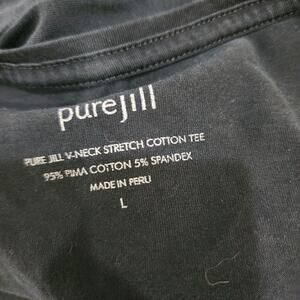 purejill
PURE JILL V-NECK STRETCH COTTON TEE
95% PIMA COTTON 5% SPANDEX
MADE IN PERU
L